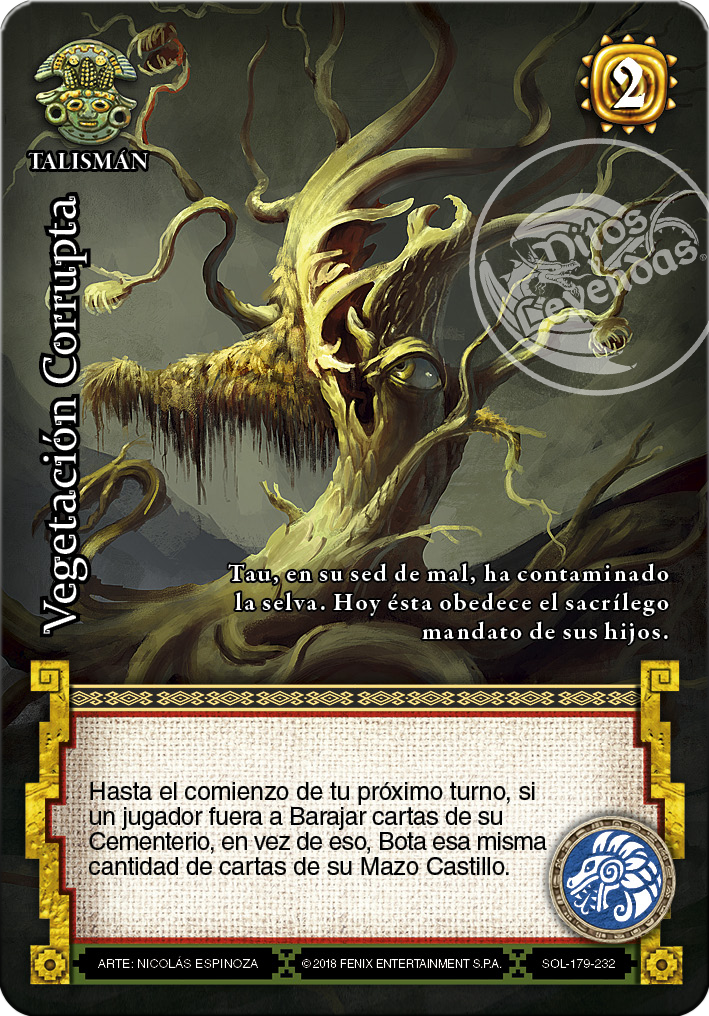 2
TALISMÁN
Mitos
y
Leyendas®
Vegetación Corrupta
Tau, en su sed de mal, ha contaminado
la selva. Hoy ésta obedece el sacrílego
mandato de sus hijos.
Hasta el comienzo de tu próximo turno, si
un jugador fuera a Barajar cartas de su
Cementerio, en vez de eso, Bota esa misma
cantidad de cartas de su Mazo Castillo.
ARTE: NICOLÁS ESPINOZA
©2018 FENIX ENTERTAINMENT S.P.A.
SOL-179-232